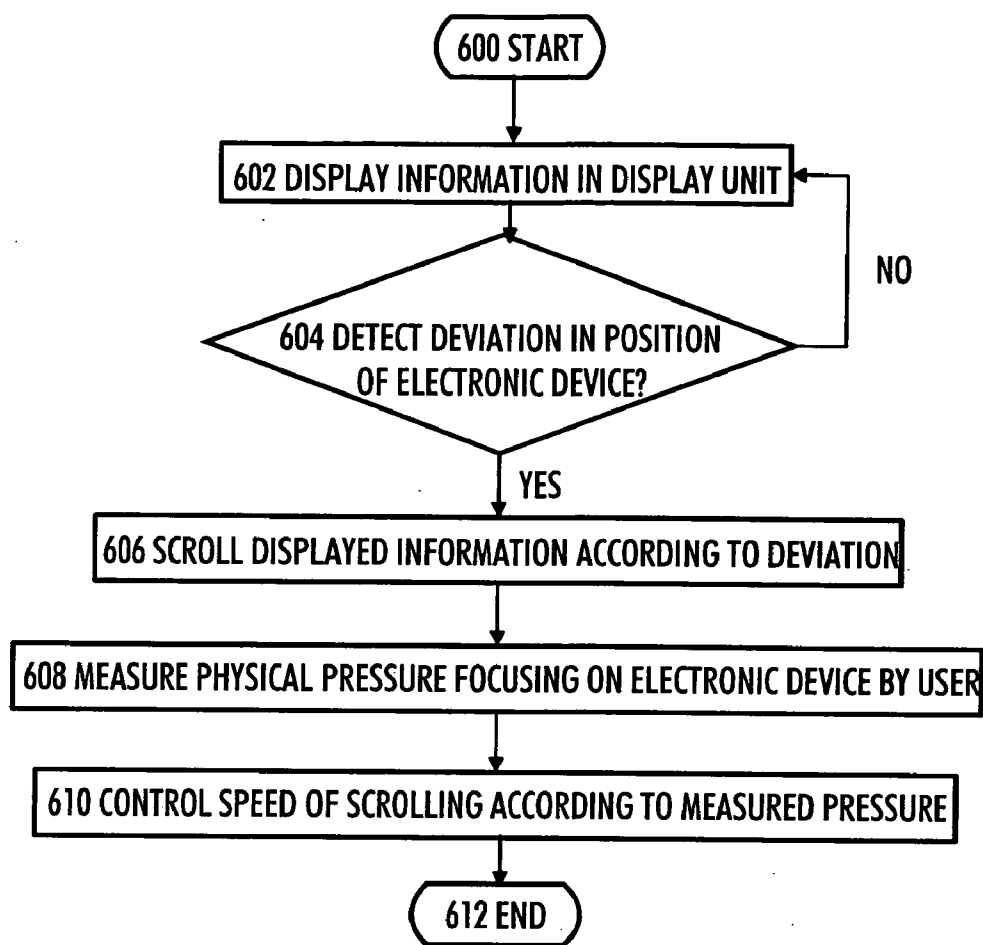 600 START
602 DISPLAY INFORMATION IN DISPLAY UNIT
NO
604 DETECT DEVIATION IN POSITION
OF ELECTRONIC DEVICE?
YES
606 SCROLL DISPLAYED INFORMATION ACCORDING TO DEVIATION
608 MEASURE PHYSICAL PRESSURE FOCUSING ON ELECTRONIC DEVICE BY USER
610 CONTROL SPEED OF SCROLLING ACCORDING TO MEASURED PRESSURE
612 END